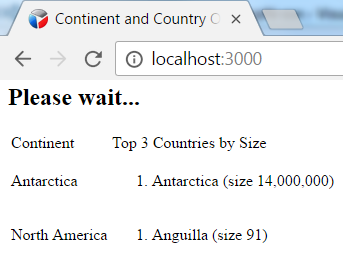 Continent and Country
localhost:3000
Please wait...
Continent Top 3 Countries by Size
Antarctica 1. Antarctica (size 14,000,000)
North America 1. Anguilla (size 91)